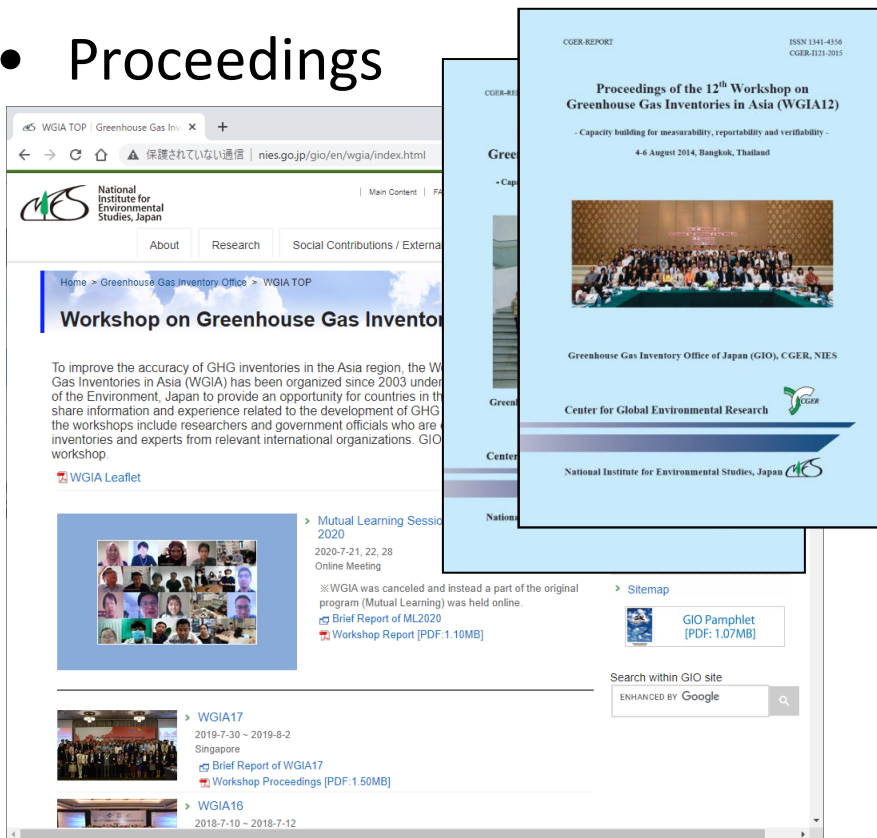 • Proceedings
WGIA TOP | Greenhouse Gas Inv
保護されていない通信 | nies.go.jp/gio/en/wgia/index.html
NIES
National
Institute for
Environmental
Studies, Japan
| Main Content | FA
About Research Social Contributions / Externa
Home > Greenhouse Gas Inventory Office > WGIA TOP
Workshop on Greenhouse Gas Inventor
To improve the accuracy of GHG inventories in the Asia region, the W
Gas Inventories in Asia (WGIA) has been organized since 2003 under
of the Environment, Japan to provide an opportunity for countries in th
share information and experience related to the development of GHG
the workshops include researchers and government officials who are
inventories and experts from relevant international organizations. GIO
workshop.
WGIA Leaflet
› Mutual Learning Sessio
2020
2020-7-21, 22, 28
Online Meeting
※WGIA was canceled and instead a part of the original
program (Mutual Learning) was held online.
Brief Report of ML2020
Workshop Report [PDF:1.10MB]
› WGIA17
2019-7-30 ~ 2019-8-2
Singapore
Brief Report of WGIA17
Workshop Proceedings [PDF:1.50MB]
› WGIA16
2018-7-10 ~ 2018-7-12
› Sitemap
GIO Pamphlet
[PDF: 1.07MB]
Search within GIO site
ENHANCED BY Google
CGER-RE
Gree
- Cap
Green
Center
Nationa
CGER-REPORT
ISSN 1341-4356
CGER-I121-2015
Proceedings of the 12th Workshop on
Greenhouse Gas Inventories in Asia (WGIA12)
- Capacity building for measurability, reportability and verifiability -
4-6 August 2014, Bangkok, Thailand
Greenhouse Gas Inventory Office of Japan (GIO), CGER, NIES
Center for Global Environmental Research CGER
National Institute for Environmental Studies, Japan NIES